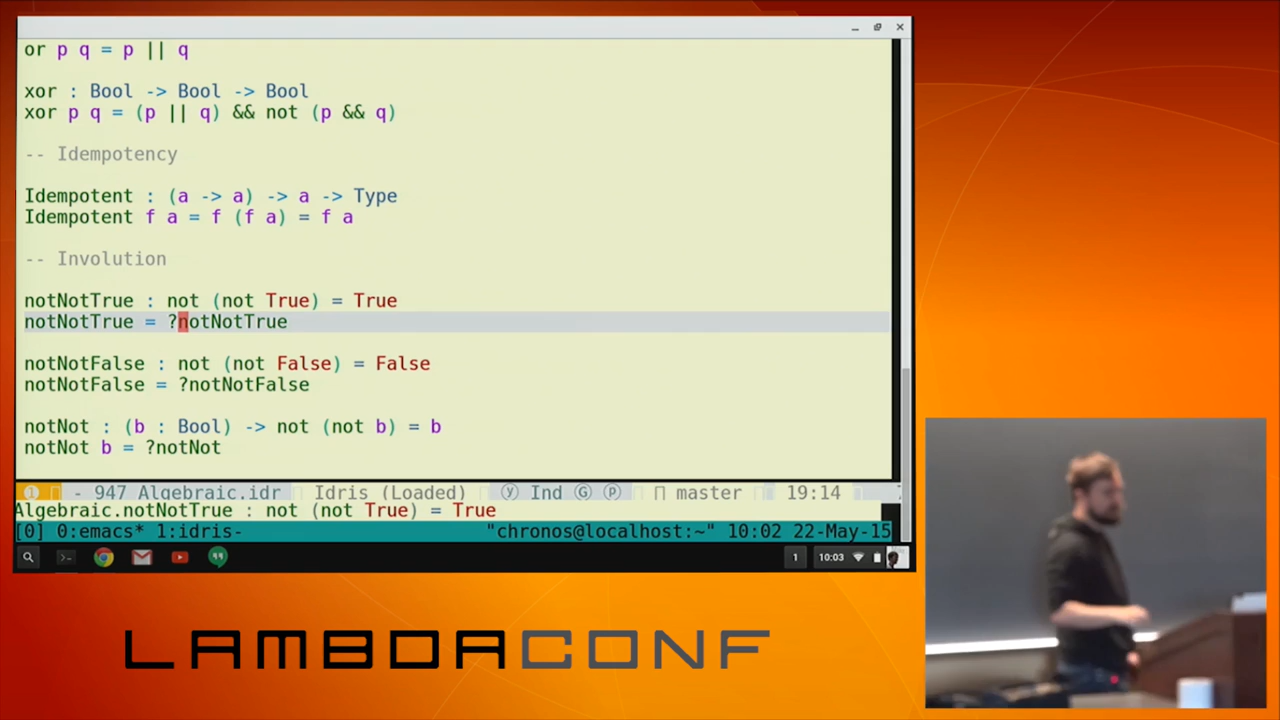 or p q = p || q
xor : Bool -> Bool -> Bool
xor p q = (p || q) && not (p && q)
-- Idempotency
Idempotent : (a -> a) -> a -> Type
Idempotent f a = f (f a) = f a
-- Involution
notNotTrue : not (not True) = True
notNotTrue = ?notNotTrue
notNotFalse : not (not False) = False
notNotFalse = ?notNotFalse
notNot : (b : Bool) -> not (not b) = b
notNot b = ?notNot
1 - 947 Algebraic.idr Idris (Loaded) y Ind G p master 19:14
Algebraic.notNotTrue : not (not True) = True
[0] 0:emacs* 1:idris- "chronos@localhost:~" 10:02 22-May-15
1 10:03
LAMBDACONF